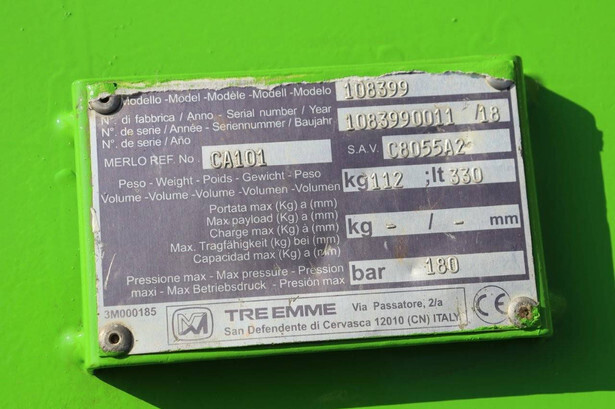 Modello -Model -Modèle -Modell -Modelo 108399
N°. di fabbrica / Anno - Serial number / Year
N°. de serie / Année - Seriennummer / Baujahr 1083990011 /18
N°. de serie / Año
MERLO REF. No. CA101 S.A.V. C8055A2
Peso - Weight - Poids - Gewicht - Peso
Volume -Volume -Volume -Volumen -Volumen kg112 ;lt 330
Portata max (Kg) a (mm)
Max payload (Kg) a (mm)
Charge max (Kg) à (mm) kg - / - mm
Max. Tragfähigkeit (kg) bei (mm)
Capacidad max (Kg) a (mm)
Pressione max - Max pressure - Pression
maxi - Max Betriebsdruck - Presion max bar 180
3M000185 TRE EMME Via Passatore, 2/a CE
San Defendente di Cervasca 12010 (CN) ITALY